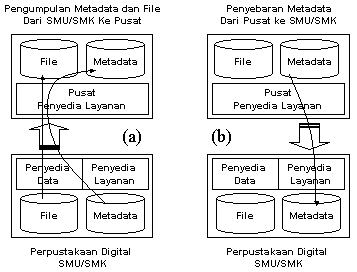 Pengumpulan Metadata dan File
Dari SMU/SMK Ke Pusat
File
Metadata
Pusat
Penyedia Layanan
(a)
Penyedia
Data
Penyedia
Layanan
File
Metadata
Perpustakaan Digital
SMU/SMK
Penyebaran Metadata
Dari Pusat ke SMU/SMK
File
Metadata
Pusat
Penyedia Layanan
(b)
Penyedia
Data
Penyedia
Layanan
File
Metadata
Perpustakaan Digital
SMU/SMK